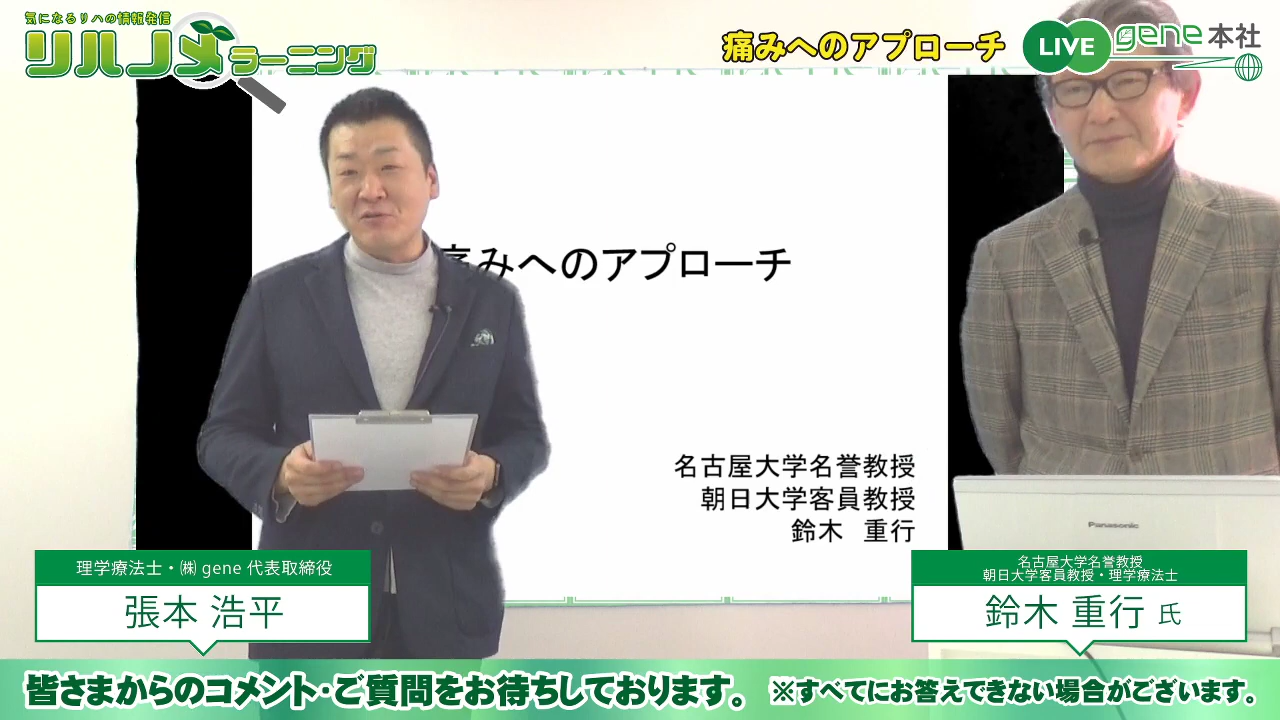 気になるリハの情報発信
リハノメラーニング
痛みへのアプローチ
LIVE
gene本社
痛みへのアプローチ
名古屋大学名誉教授
朝日大学客員教授
鈴木 重行
Panasonic
理学療法士・㈱gene 代表取締役
張本 浩平
名古屋大学名誉教授
朝日大学客員教授・理学療法士
鈴木 重行 氏
皆さまからのコメント・ご質問をお待ちしております。 ※すべてにお答えできない場合がございます。